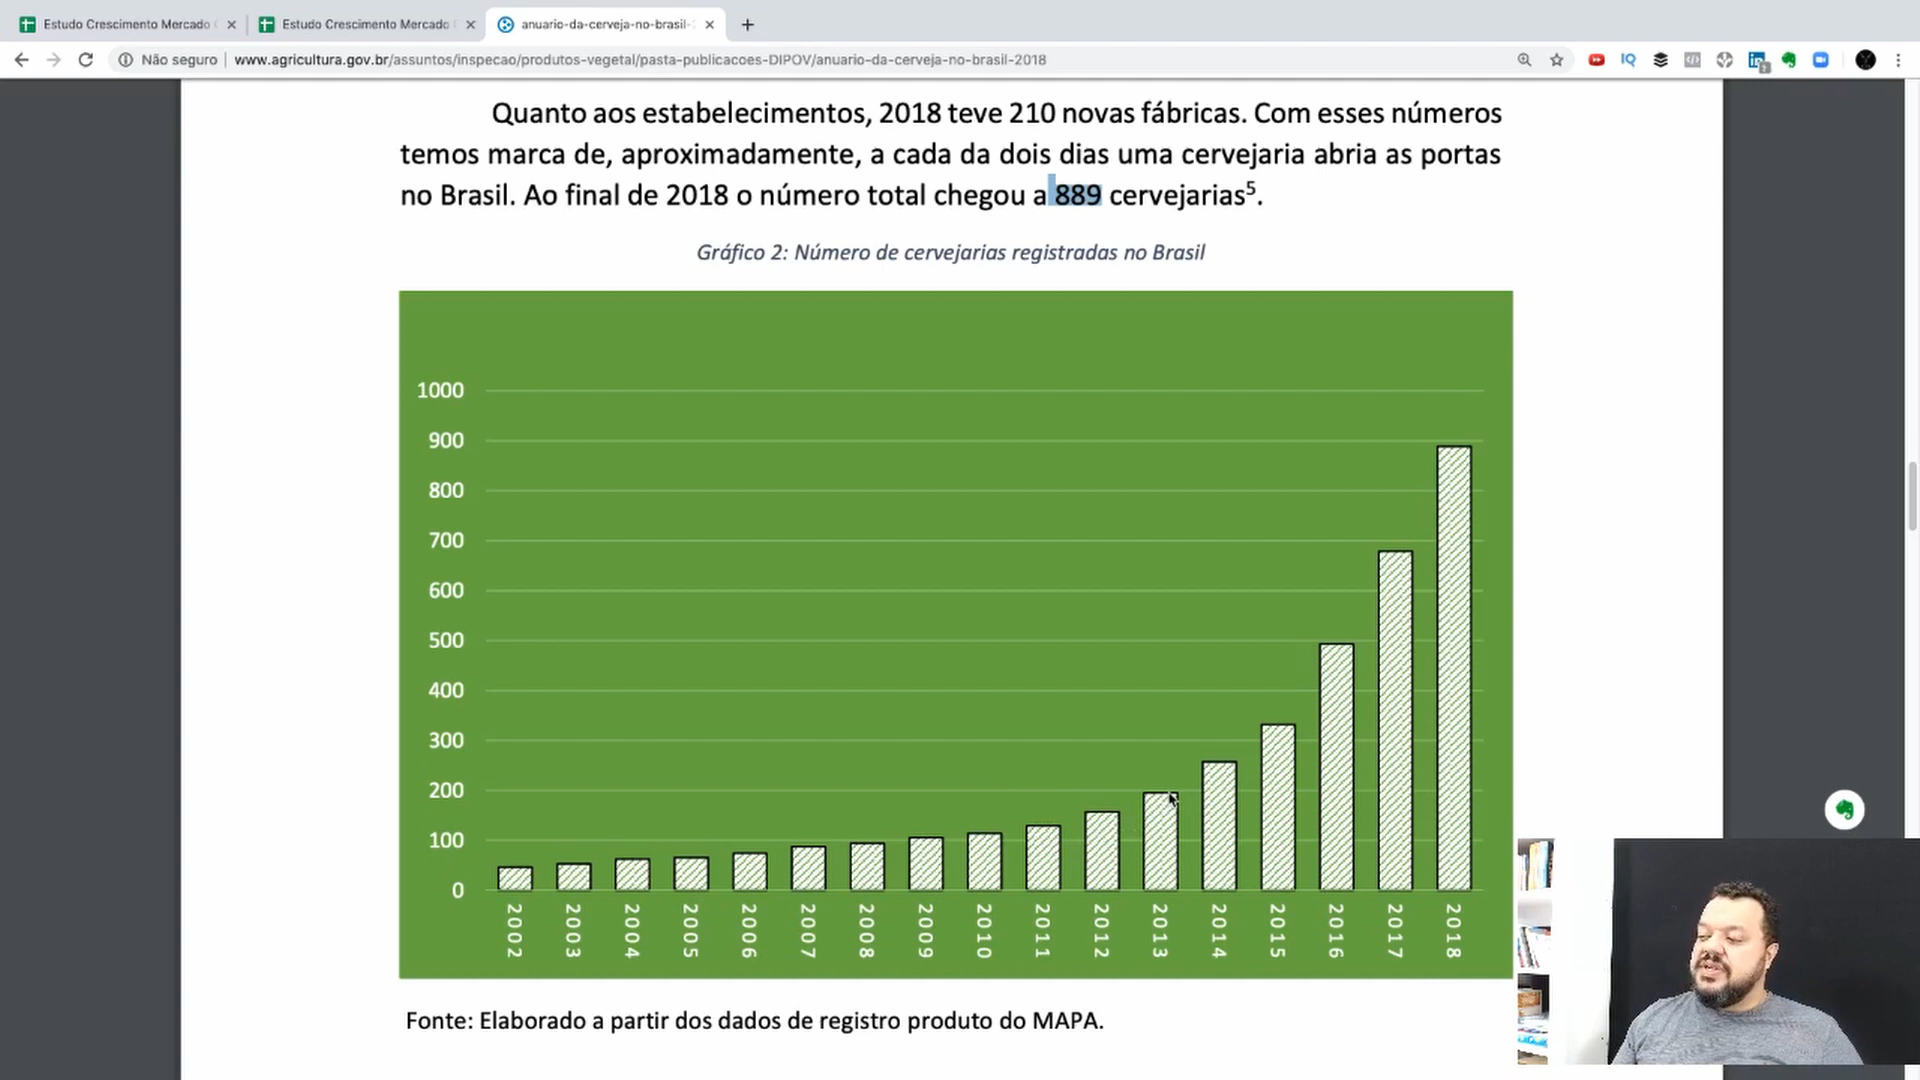 Estudo Crescimento Mercado
Estudo Crescimento Mercado
anuario-da-cerveja-no-brasil-
Não seguro
www.agricultura.gov.br/assuntos/inspecao/produtos-vegetal/pasta-publicacoes-DIPOV/anuario-da-cerveja-no-brasil-2018
IQ
in
Quanto aos estabelecimentos, 2018 teve 210 novas fábricas. Com esses números
temos marca de, aproximadamente, a cada da dois dias uma cervejaria abria as portas
no Brasil. Ao final de 2018 o número total chegou a 889 cervejarias⁵.
Gráfico 2: Número de cervejarias registradas no Brasil
1000
900
800
700
600
500
400
300
200
100
0
2002
2003
2004
2005
2006
2007
2008
2009
2010
2011
2012
2013
2014
2015
2016
2017
2018
Fonte: Elaborado a partir dos dados de registro produto do MAPA.